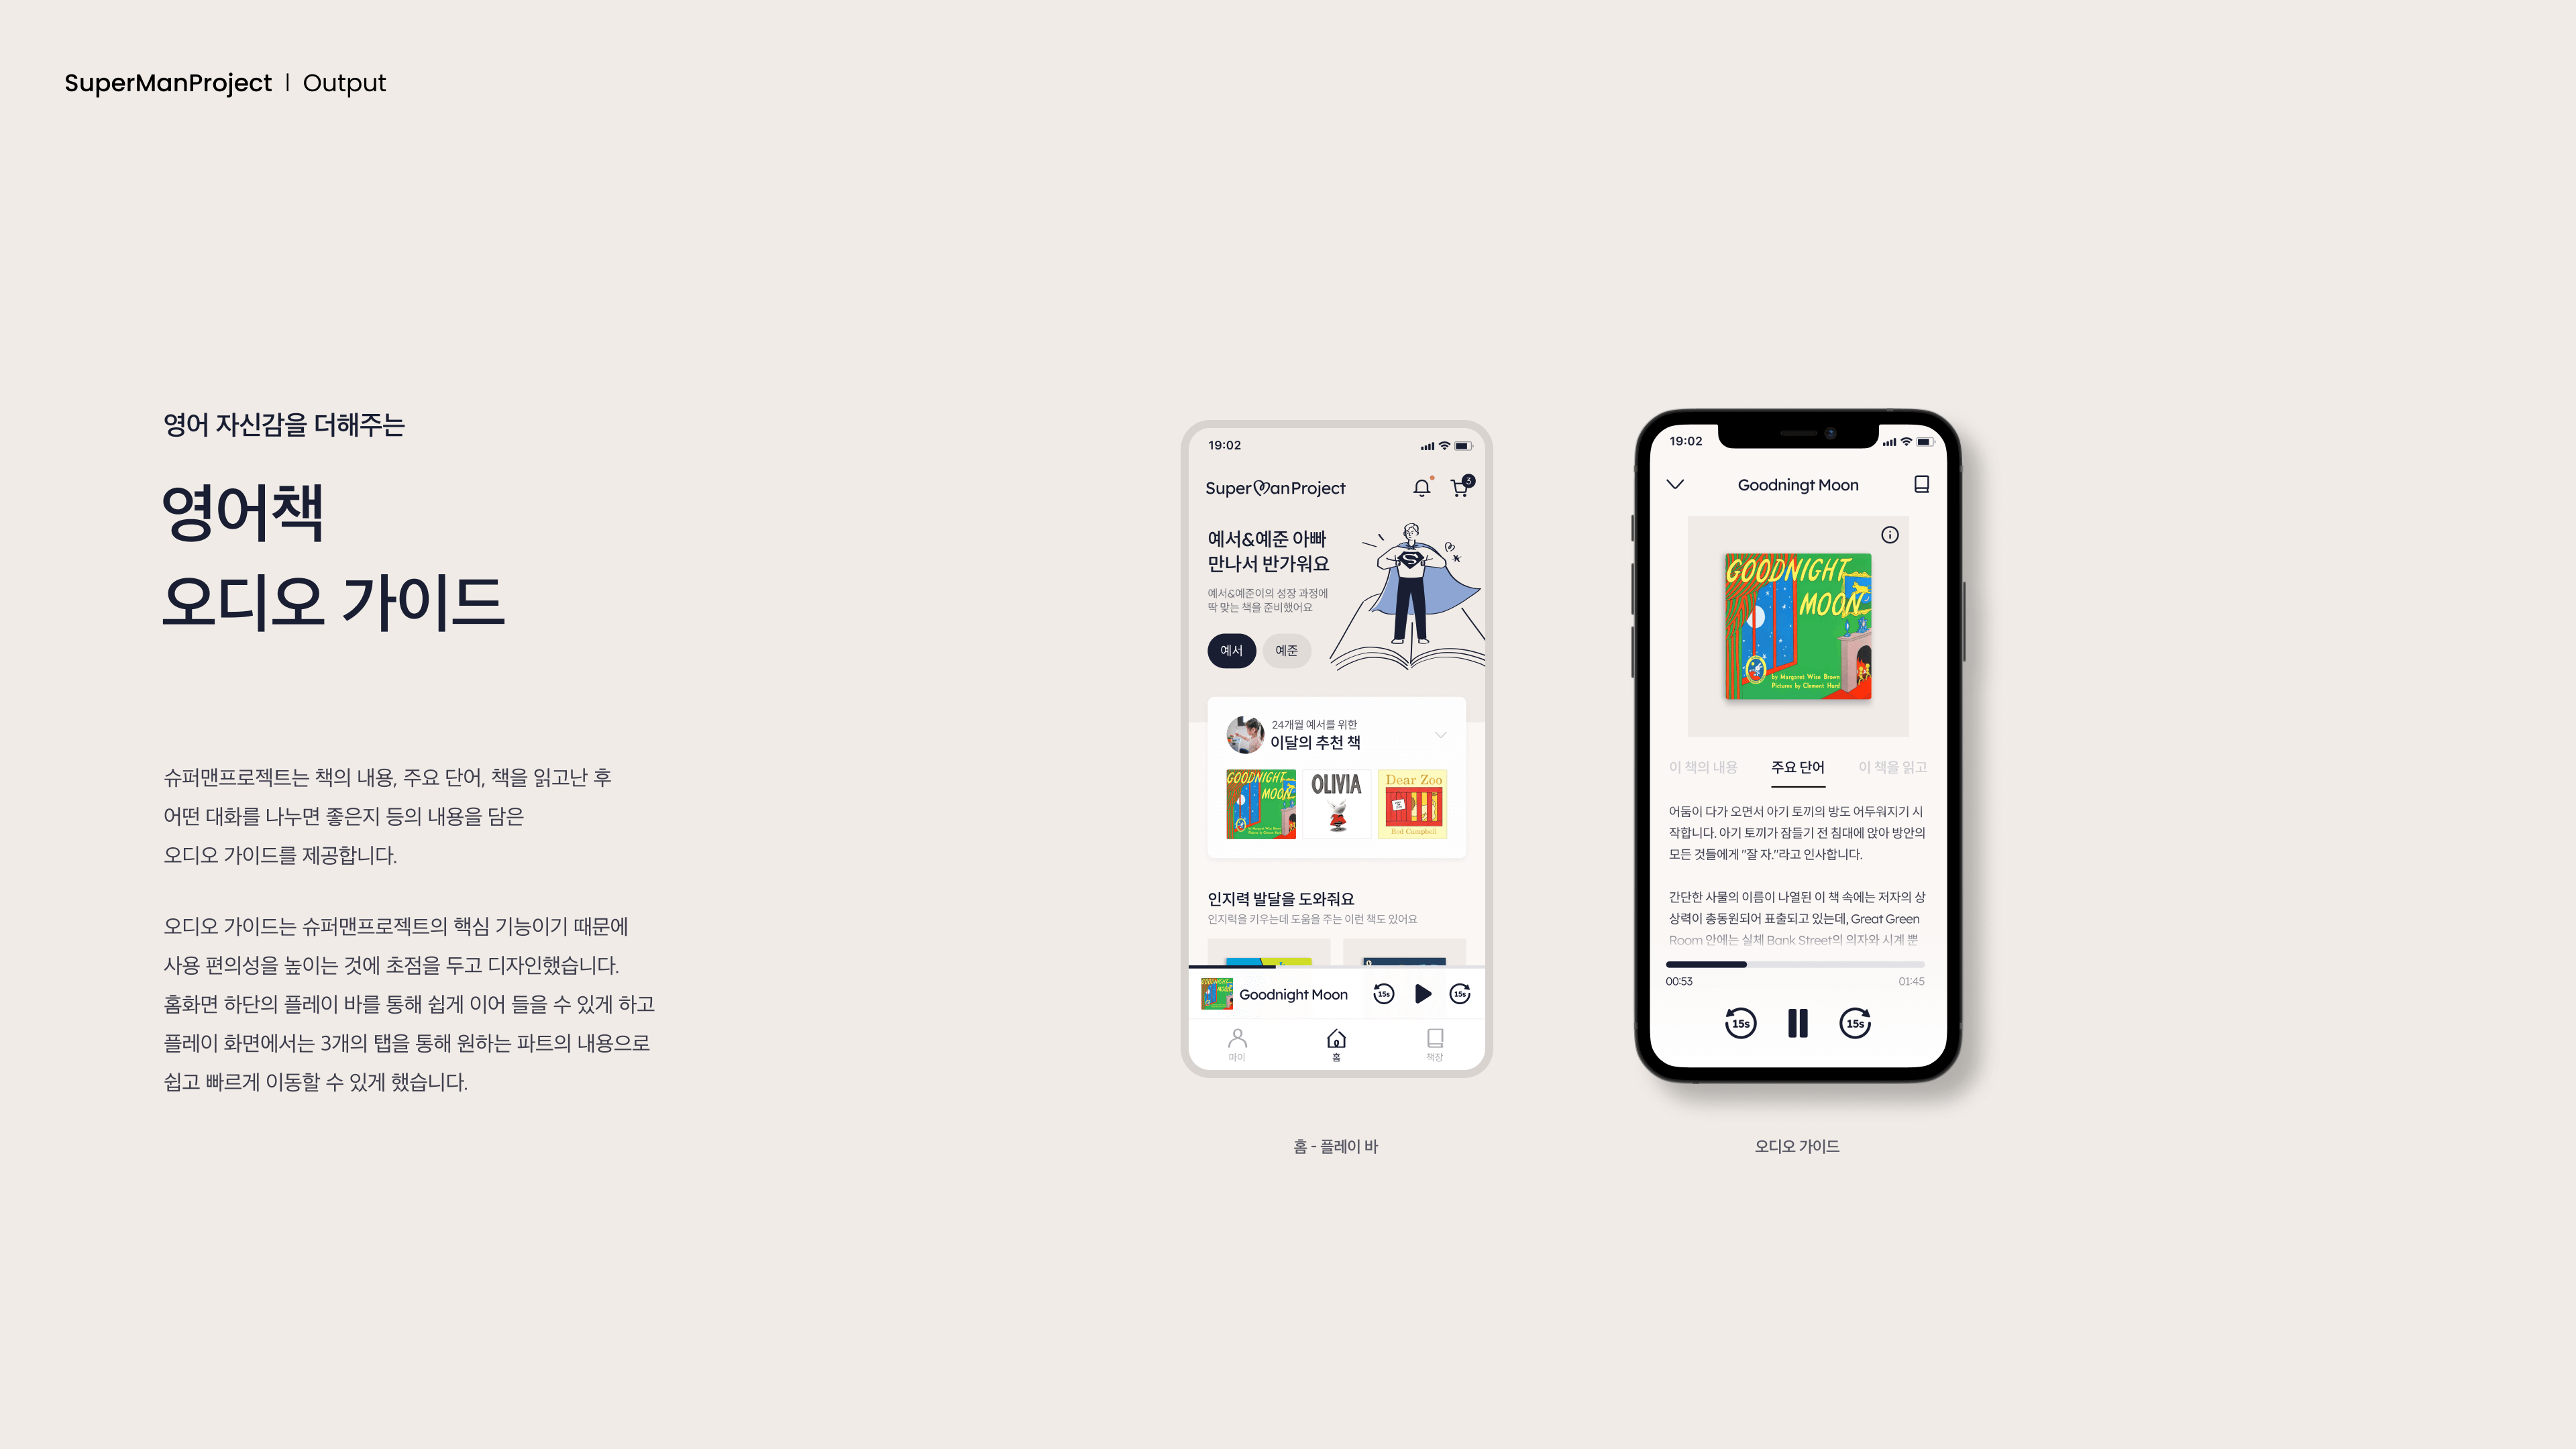 SuperManProject | Output
영어 자신감을 더해주는
영어책
오디오 가이드
슈퍼맨프로젝트는 책의 내용, 주요 단어, 책을 읽고난 후
어떤 대화를 나누면 좋은지 등의 내용을 담은
오디오 가이드를 제공합니다.
오디오 가이드는 슈퍼맨프로젝트의 핵심 기능이기 때문에
사용 편의성을 높이는 것에 초점을 두고 디자인했습니다.
홈화면 하단의 플레이 바를 통해 쉽게 이어 들을 수 있게 하고
플레이 화면에서는 3개의 탭을 통해 원하는 파트의 내용으로
쉽고 빠르게 이동할 수 있게 했습니다.
19:02
SuperManProject
3
예서&예준 아빠
만나서 반가워요
예서&예준이의 성장 과정에
딱 맞는 책을 준비했어요
예서 예준
24개월 예서를 위한
이달의 추천 책
GOODNIGHT
MOON
OLIVIA
Dear Zoo
Rod Campbell
인지력 발달을 도와줘요
인지력을 키우는데 도움을 주는 이런 책도 있어요
Goodnight Moon
15s
15s
마이 홈 책장
홈 - 플레이 바
19:02
Goodningt Moon
GOODNIGHT
MOON
by Margaret Wise Brown
Pictures by Clement Hurd
이 책의 내용 주요 단어 이 책을 읽고
어둠이 다가 오면서 아기 토끼의 방도 어두워지기 시
작합니다. 아기 토끼가 잠들기 전 침대에 앉아 방안의
모든 것들에게 "잘 자."라고 인사합니다.
간단한 사물의 이름이 나열된 이 책 속에는 저자의 상
상력이 총동원되어 표출되고 있는데, Great Green
Room 안에는 실체 Bank Street의 의자와 시계 뿐
00:53 01:45
15s
15s
오디오 가이드